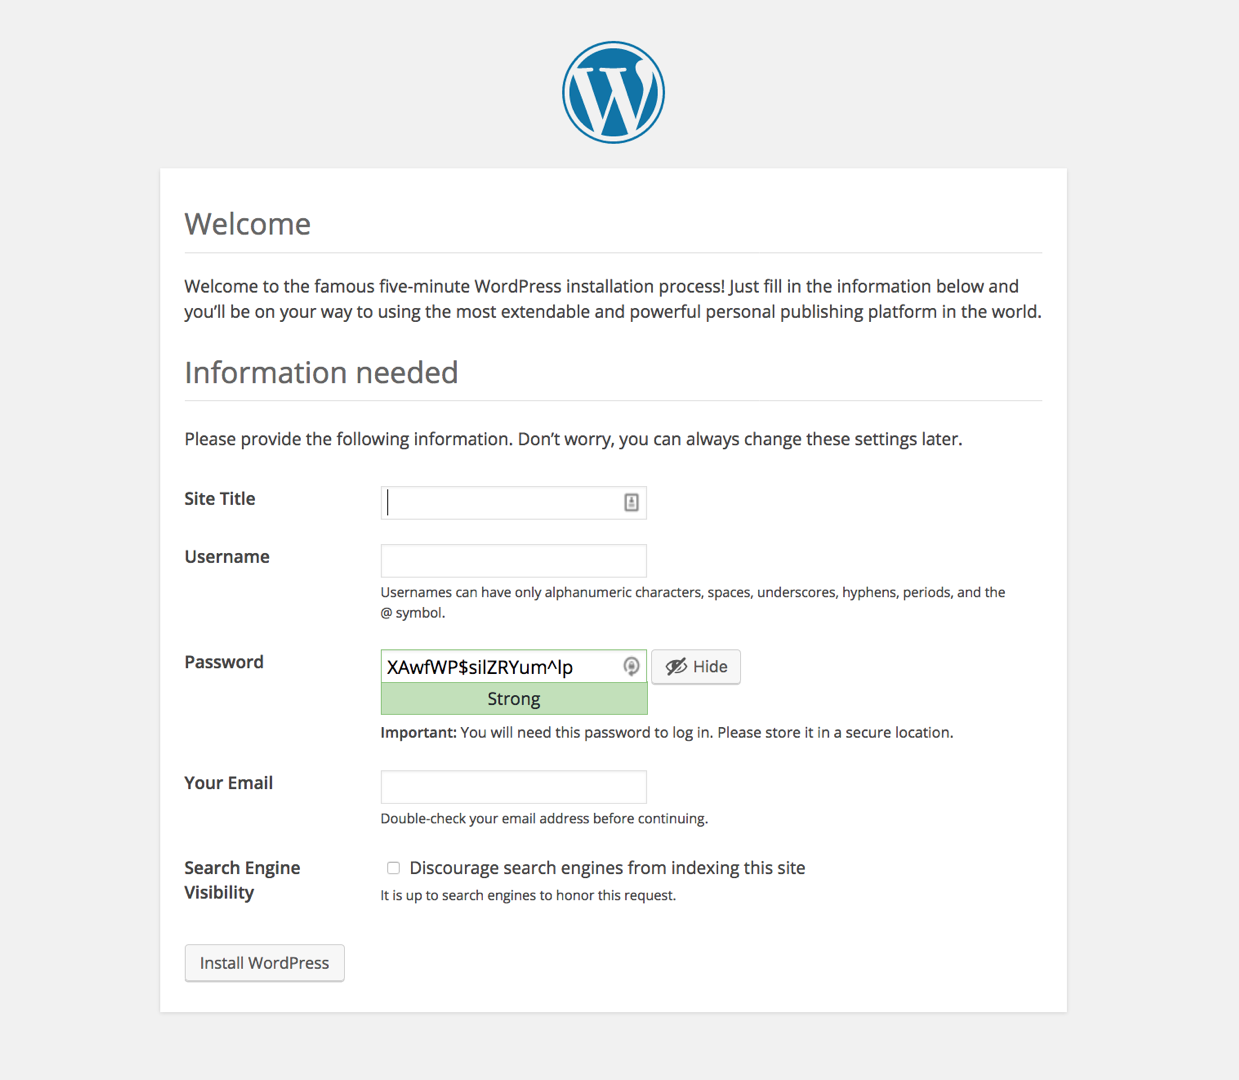 Welcome
Welcome to the famous five-minute WordPress installation process! Just fill in the information below and
you’ll be on your way to using the most extendable and powerful personal publishing platform in the world.
Information needed
Please provide the following information. Don’t worry, you can always change these settings later.
Site Title
Username
Usernames can have only alphanumeric characters, spaces, underscores, hyphens, periods, and the
@ symbol.
Password
XAwfWP$silZRYum^lp
Hide
Strong
Important: You will need this password to log in. Please store it in a secure location.
Your Email
Double-check your email address before continuing.
Search Engine
Visibility
Discourage search engines from indexing this site
It is up to search engines to honor this request.
Install WordPress